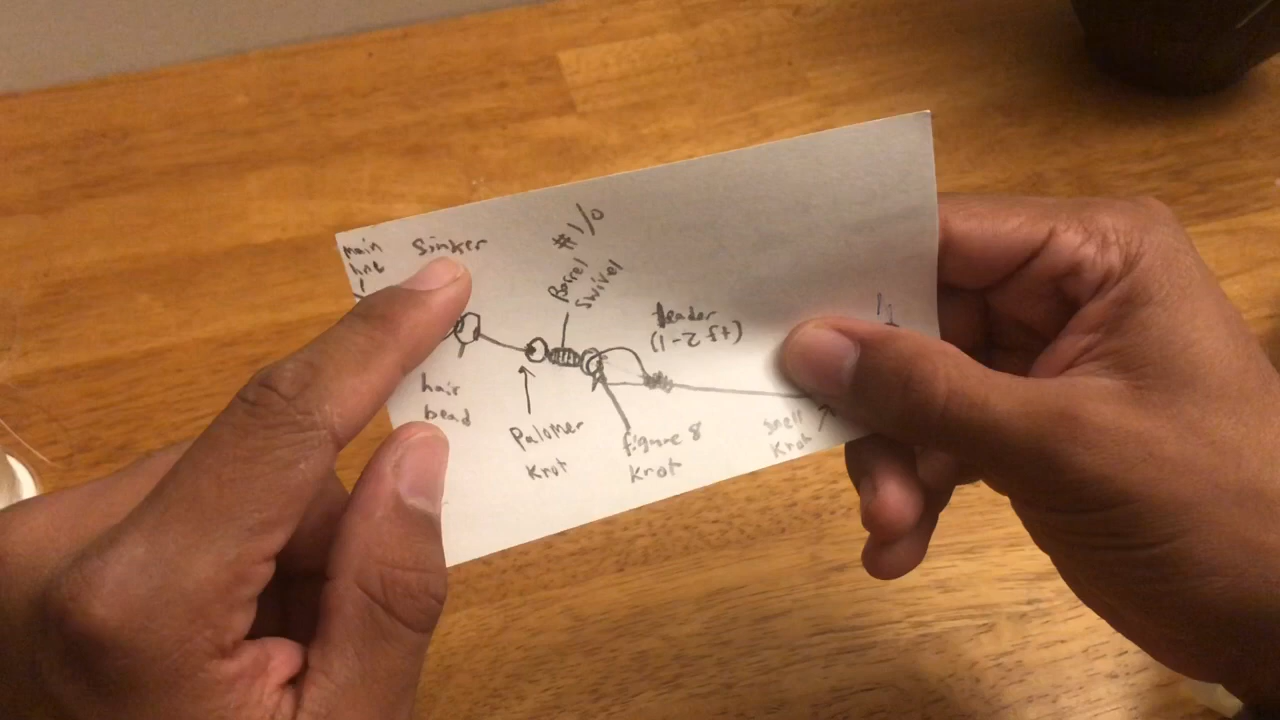 main
line
Sinker
#1/0
Barrel
Swivel
leader
(1-2 ft)
hair
bead
Palomer
Knot
figure 8
Knot
Snell
Knot